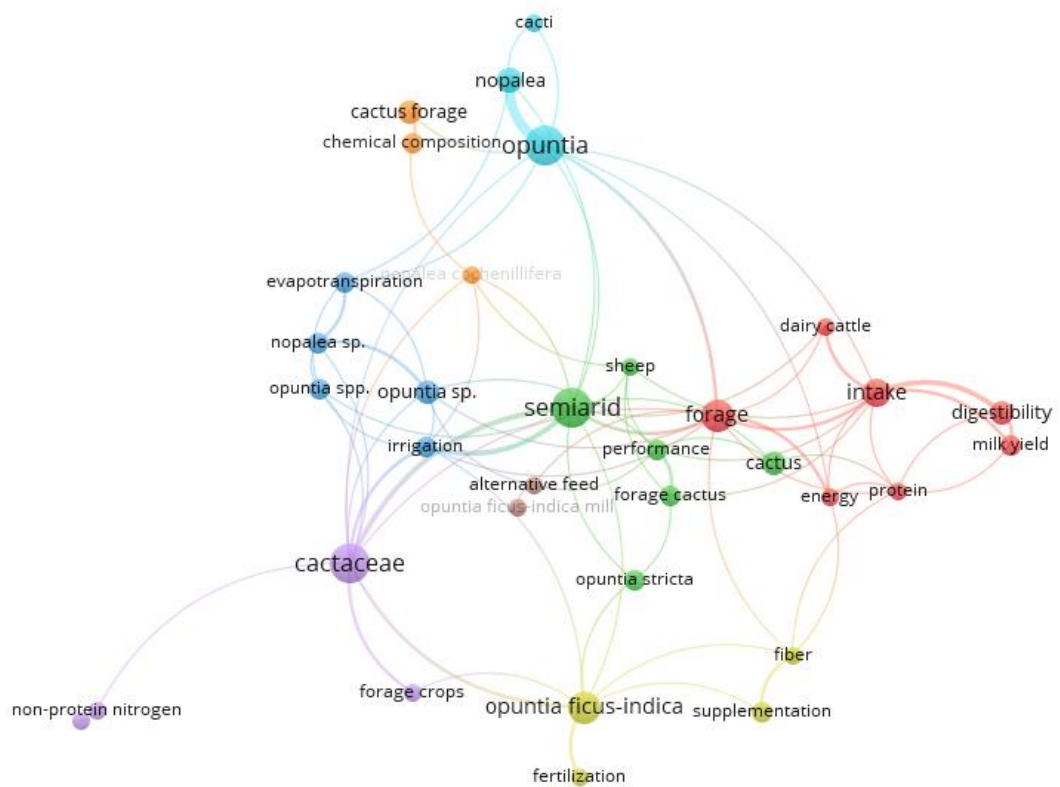 cacti
nopalea
cactus forage
chemical composition
opuntia
nopalea cochenillifera
evapotranspiration
dairy cattle
nopalea sp.
sheep
opuntia spp.
opuntia sp.
intake
semiarid
forage
digestibility
irrigation
performance
milk yield
cactus
alternative feed
forage cactus
energy
protein
opuntia ficus-indica mill
cactaceae
opuntia stricta
fiber
forage crops
non-protein nitrogen
opuntia ficus-indica
supplementation
fertilization